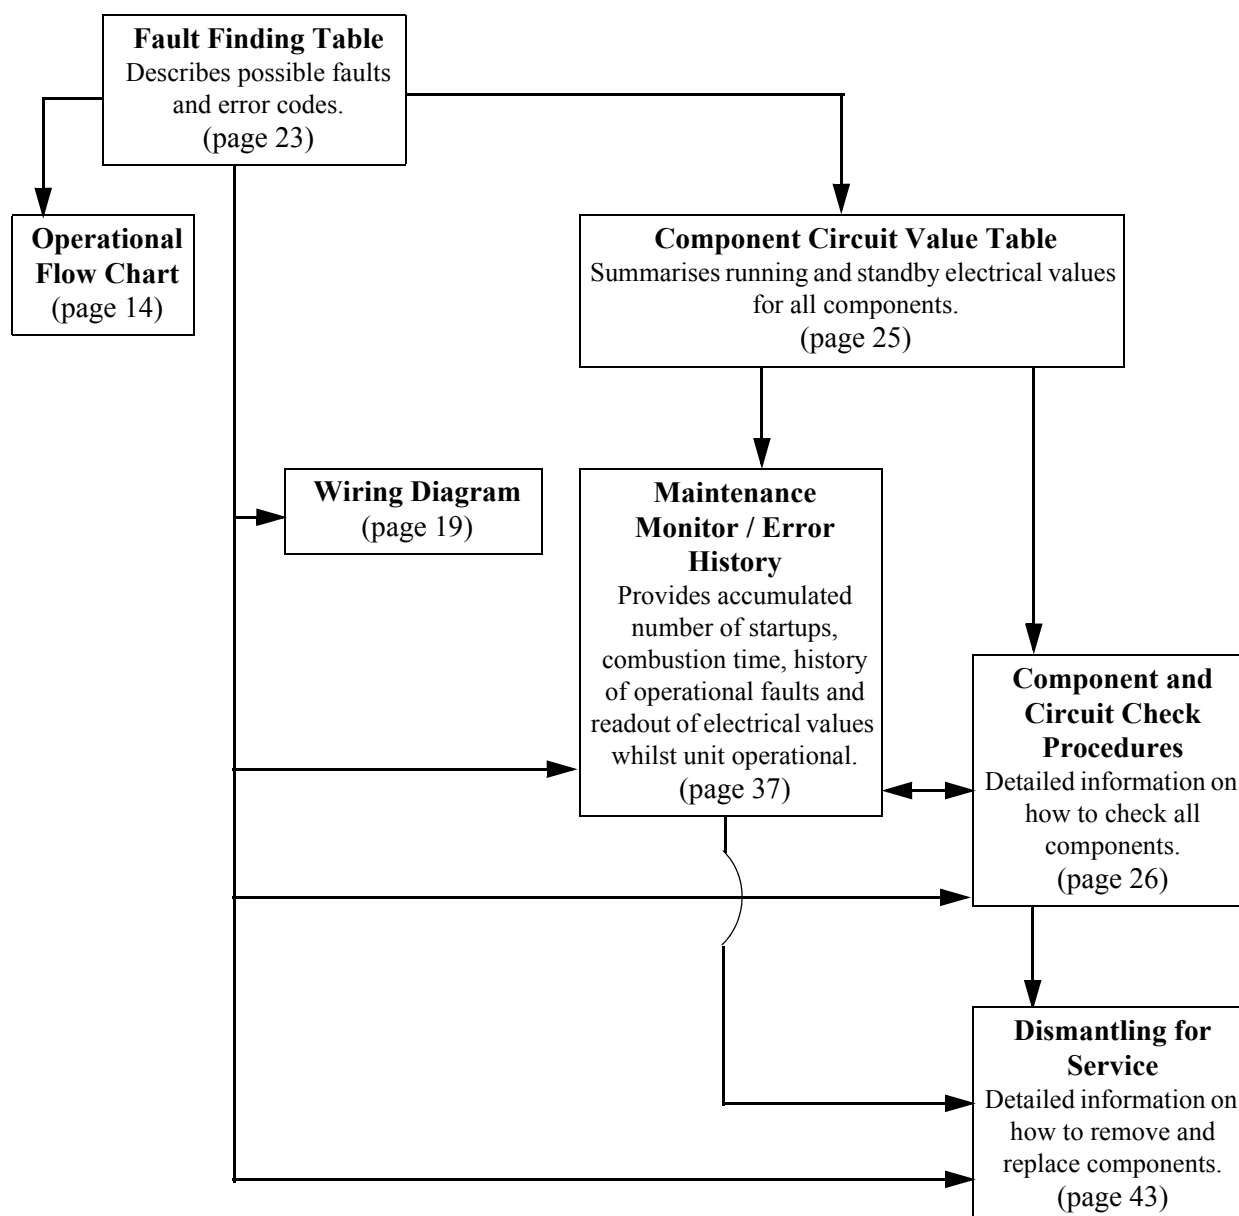 Fault Finding Table
Describes possible faults
and error codes.
(page 23)
Operational
Flow Chart
(page 14)
Component Circuit Value Table
Summarises running and standby electrical values
for all components.
(page 25)
Wiring Diagram
(page 19)
Maintenance
Monitor / Error
History
Provides accumulated
number of startups,
combustion time, history
of operational faults and
readout of electrical values
whilst unit operational.
(page 37)
Component and
Circuit Check
Procedures
Detailed information on
how to check all
components.
(page 26)
Dismantling for
Service
Detailed information on
how to remove and
replace components.
(page 43)